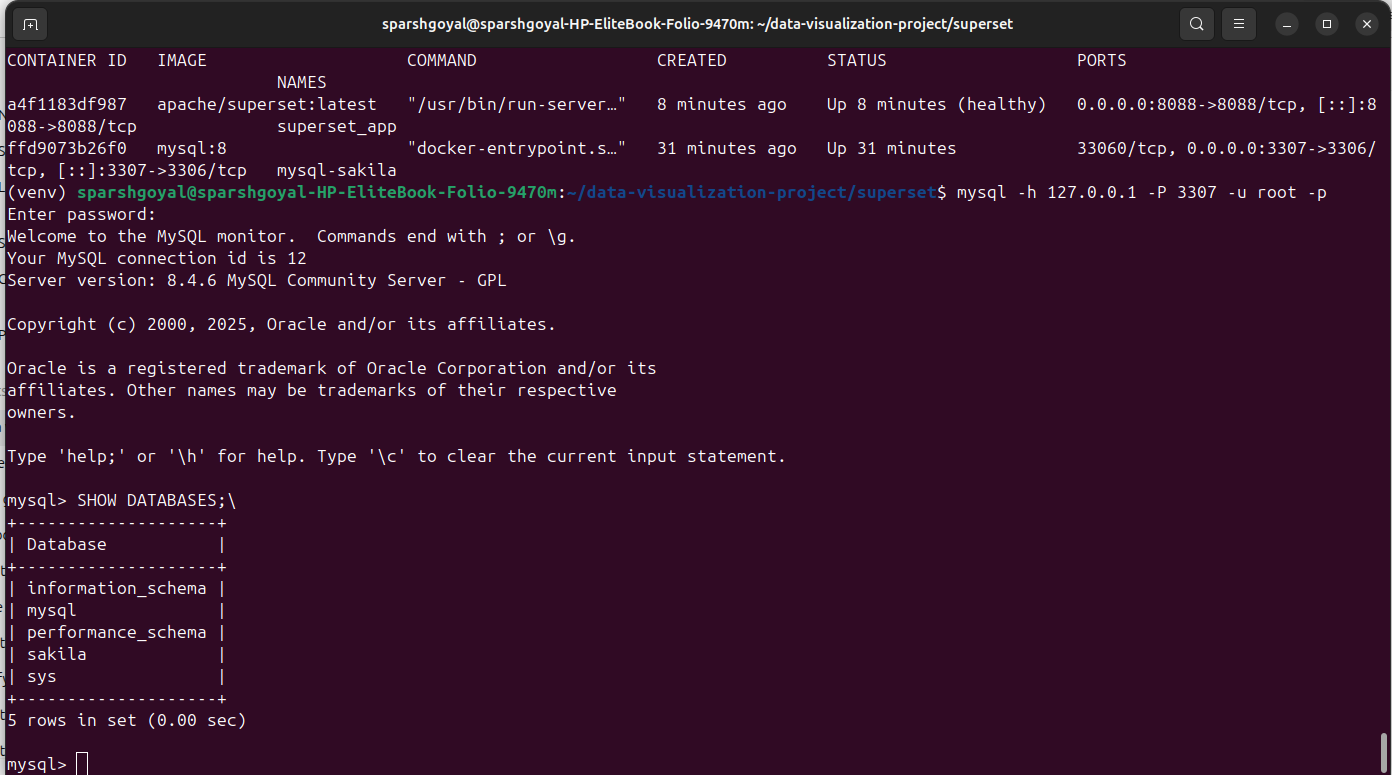 sparshgoyal@sparshgoyal-HP-EliteBook-Folio-9470m: ~/data-visualization-project/superset
CONTAINER ID   IMAGE                    COMMAND                  CREATED          STATUS                   PORTS
                           NAMES
a4f1183df987   apache/superset:latest   "/usr/bin/run-server…"   8 minutes ago    Up 8 minutes (healthy)   0.0.0.0:8088->8088/tcp, [::]:8
088->8088/tcp              superset_app
ffd9073b26f0   mysql:8                  "docker-entrypoint.s…"   31 minutes ago   Up 31 minutes            33060/tcp, 0.0.0.0:3307->3306/
tcp, [::]:3307->3306/tcp   mysql-sakila
(venv) sparshgoyal@sparshgoyal-HP-EliteBook-Folio-9470m:~/data-visualization-project/superset$ mysql -h 127.0.0.1 -P 3307 -u root -p
Enter password:
Welcome to the MySQL monitor.  Commands end with ; or \g.
Your MySQL connection id is 12
Server version: 8.4.6 MySQL Community Server - GPL

Copyright (c) 2000, 2025, Oracle and/or its affiliates.

Oracle is a registered trademark of Oracle Corporation and/or its
affiliates. Other names may be trademarks of their respective
owners.

Type 'help;' or '\h' for help. Type '\c' to clear the current input statement.

mysql> SHOW DATABASES;\
+--------------------+
| Database           |
+--------------------+
| information_schema |
| mysql              |
| performance_schema |
| sakila             |
| sys                |
+--------------------+
5 rows in set (0.00 sec)

mysql>